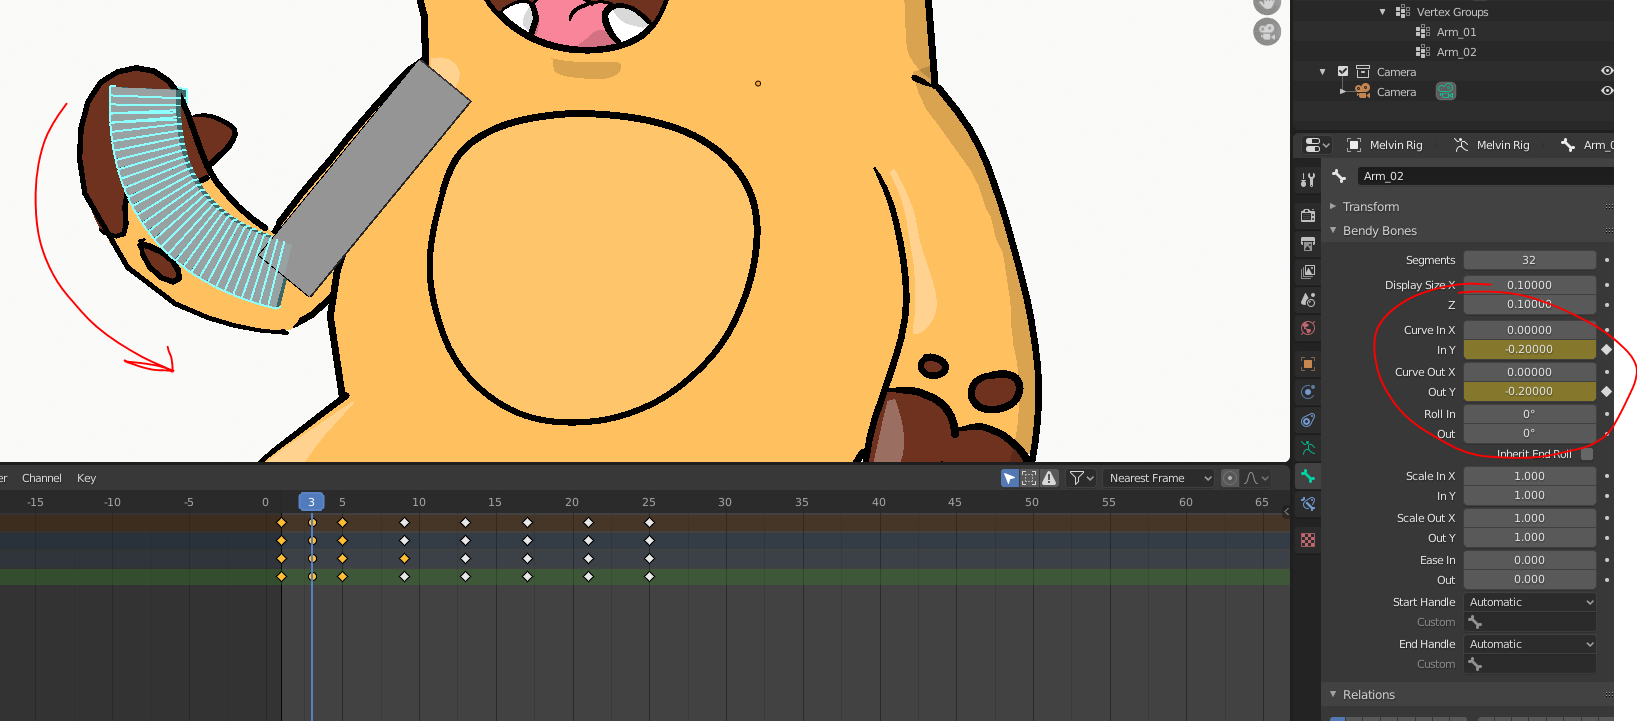 Vertex Groups
Arm_01
Arm_02
Camera
Camera
Melvin Rig
Melvin Rig
Arm_02
Transform
Bendy Bones
Segments 32
Display Size X 0.10000
Z 0.10000
Curve In X 0.00000
In Y -0.20000
Curve Out X 0.00000
Out Y -0.20000
Roll In 0°
Out 0°
Inherit End Roll
Scale In X 1.000
In Y 1.000
Scale Out X 1.000
Out Y 1.000
Ease In 0.000
Out 0.000
Start Handle Automatic
Custom
End Handle Automatic
Custom
Relations
Channel Key Nearest Frame
-15 -10 -5 0 3 5 10 15 20 25 30 35 40 45 50 55 60 65